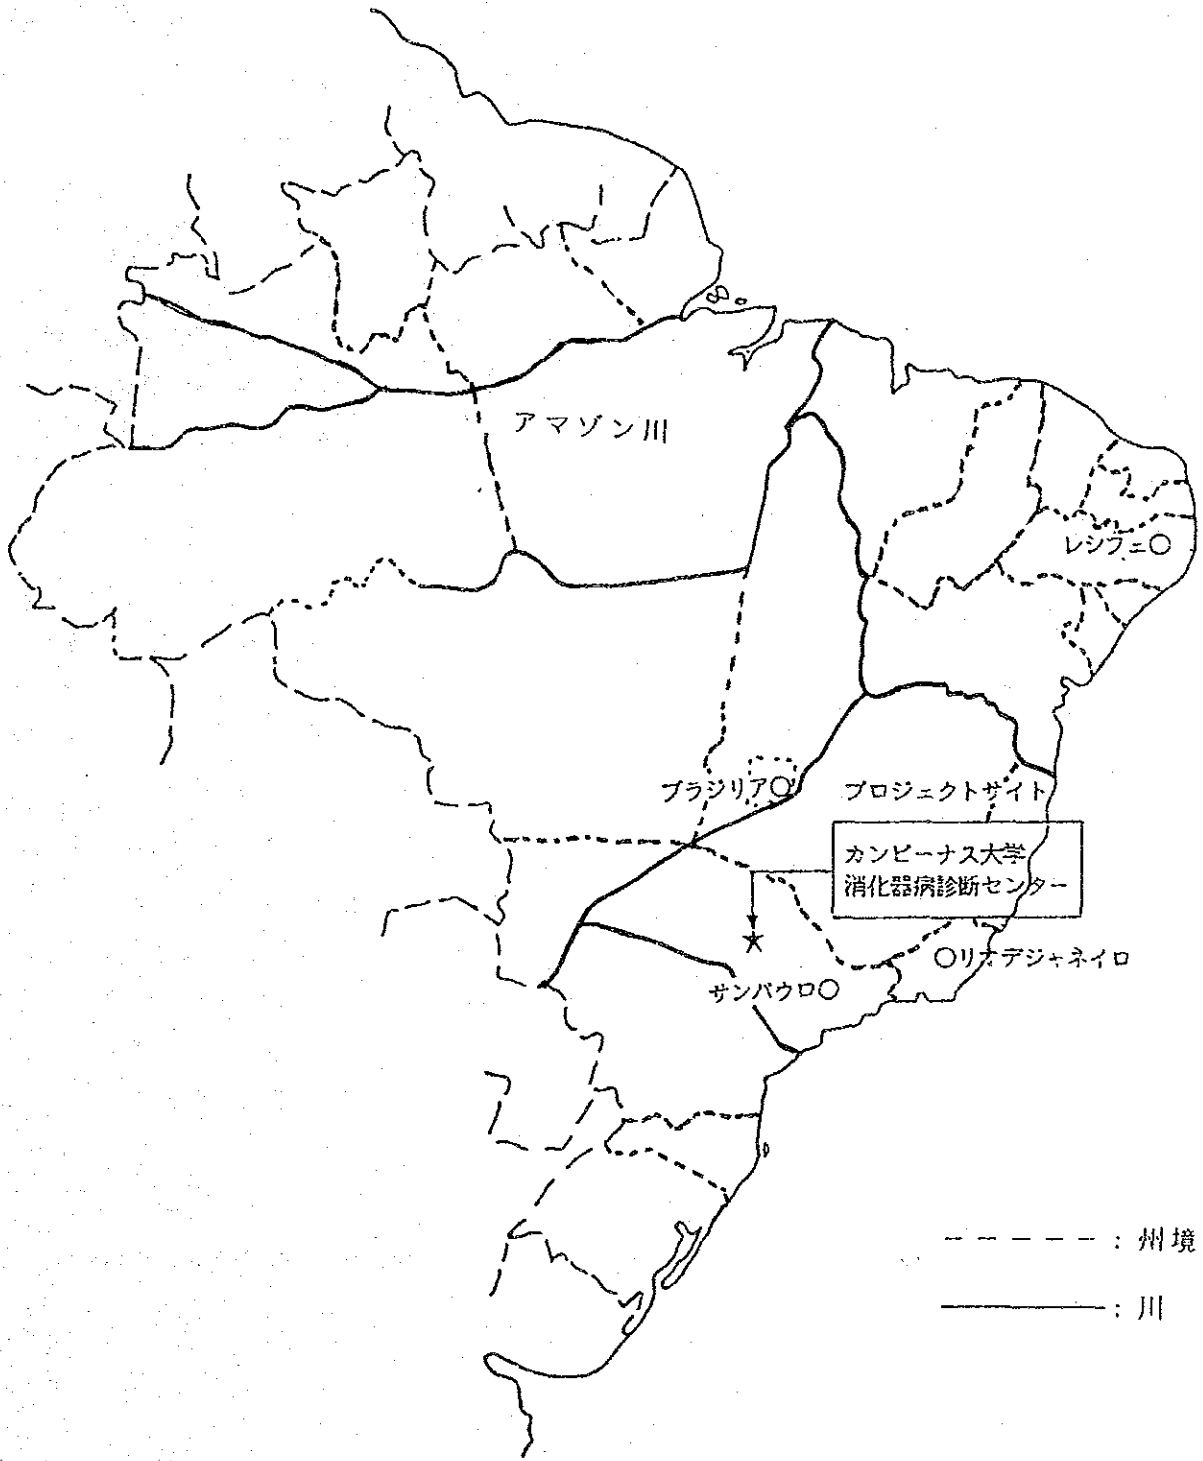 アマゾン川
レシフェ
ブラジリア
プロジェクトサイト
カンピーナス大学
消化器病診断センター
リオデジャネイロ
サンパウロ
：州境
：川